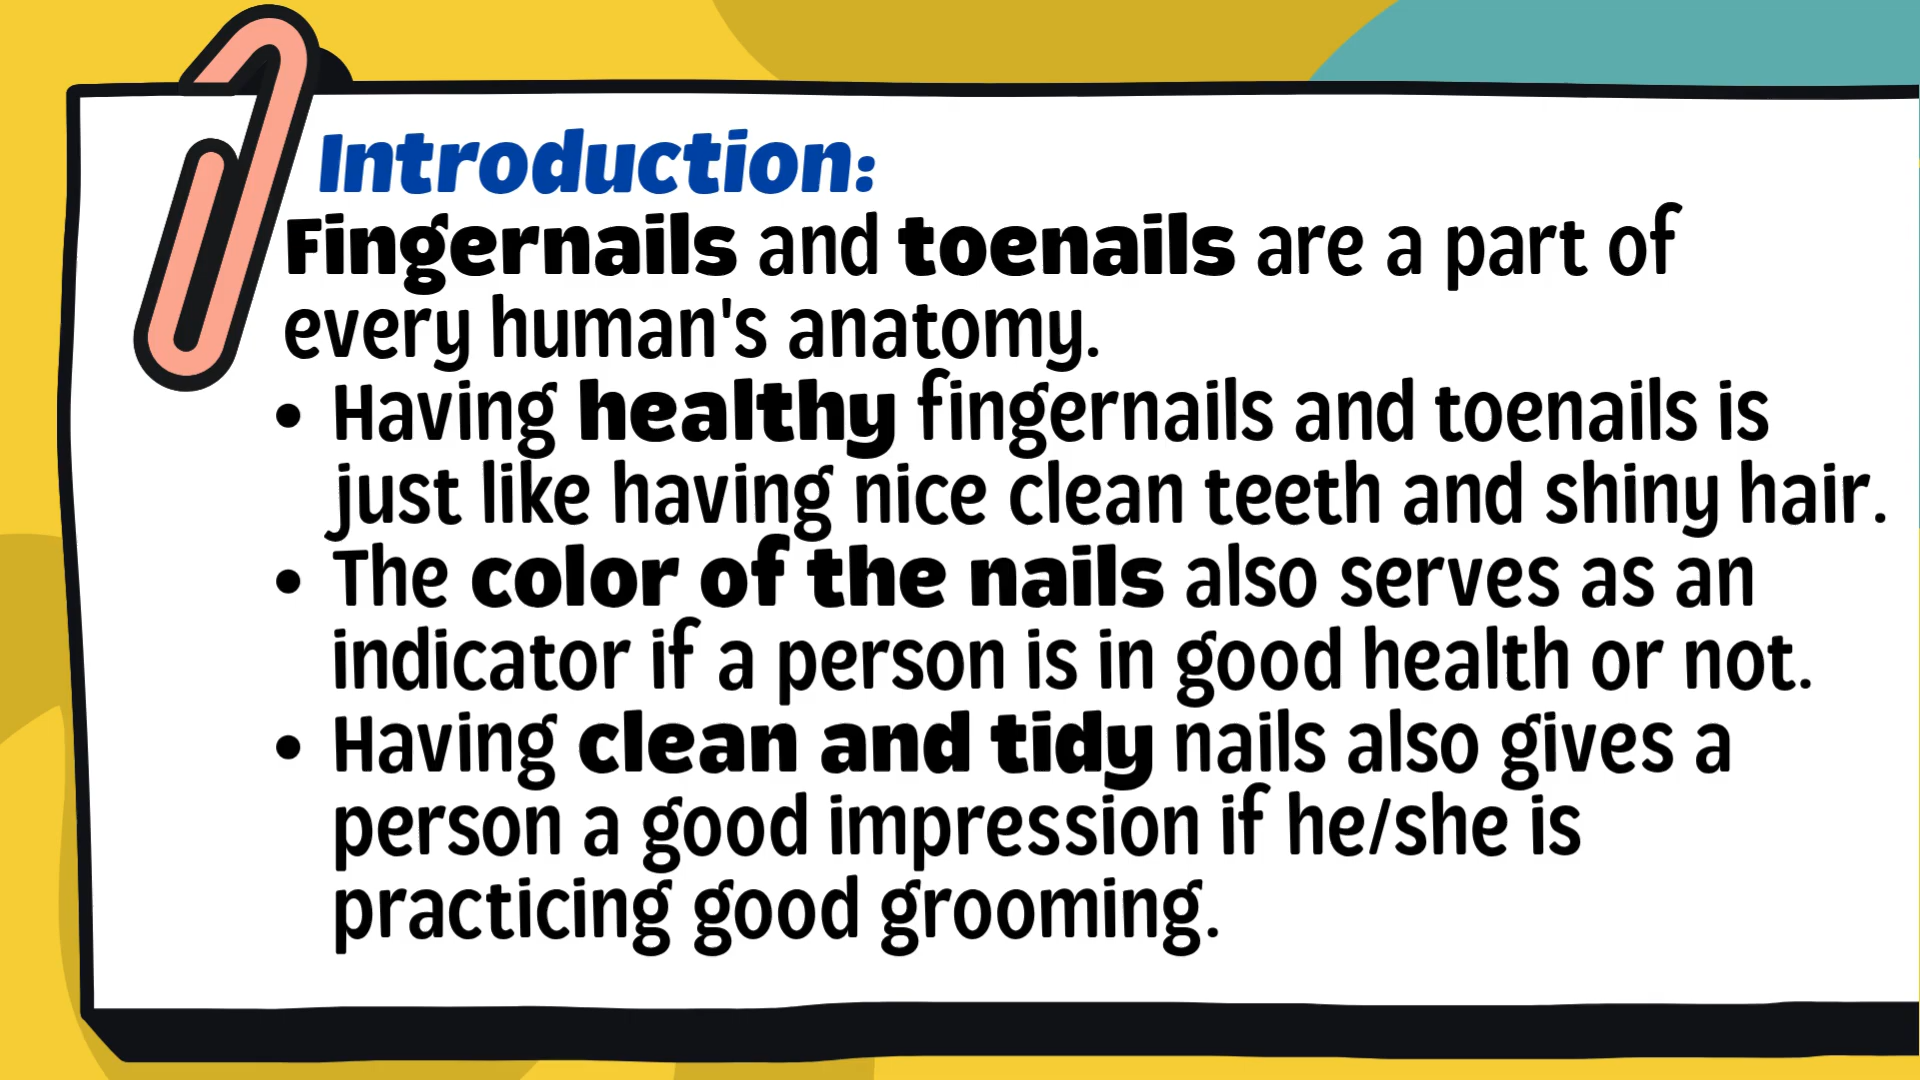 Introduction:
Fingernails and toenails are a part of
every human's anatomy.
• Having healthy fingernails and toenails is
just like having nice clean teeth and shiny hair.
• The color of the nails also serves as an
indicator if a person is in good health or not.
• Having clean and tidy nails also gives a
person a good impression if he/she is
practicing good grooming.